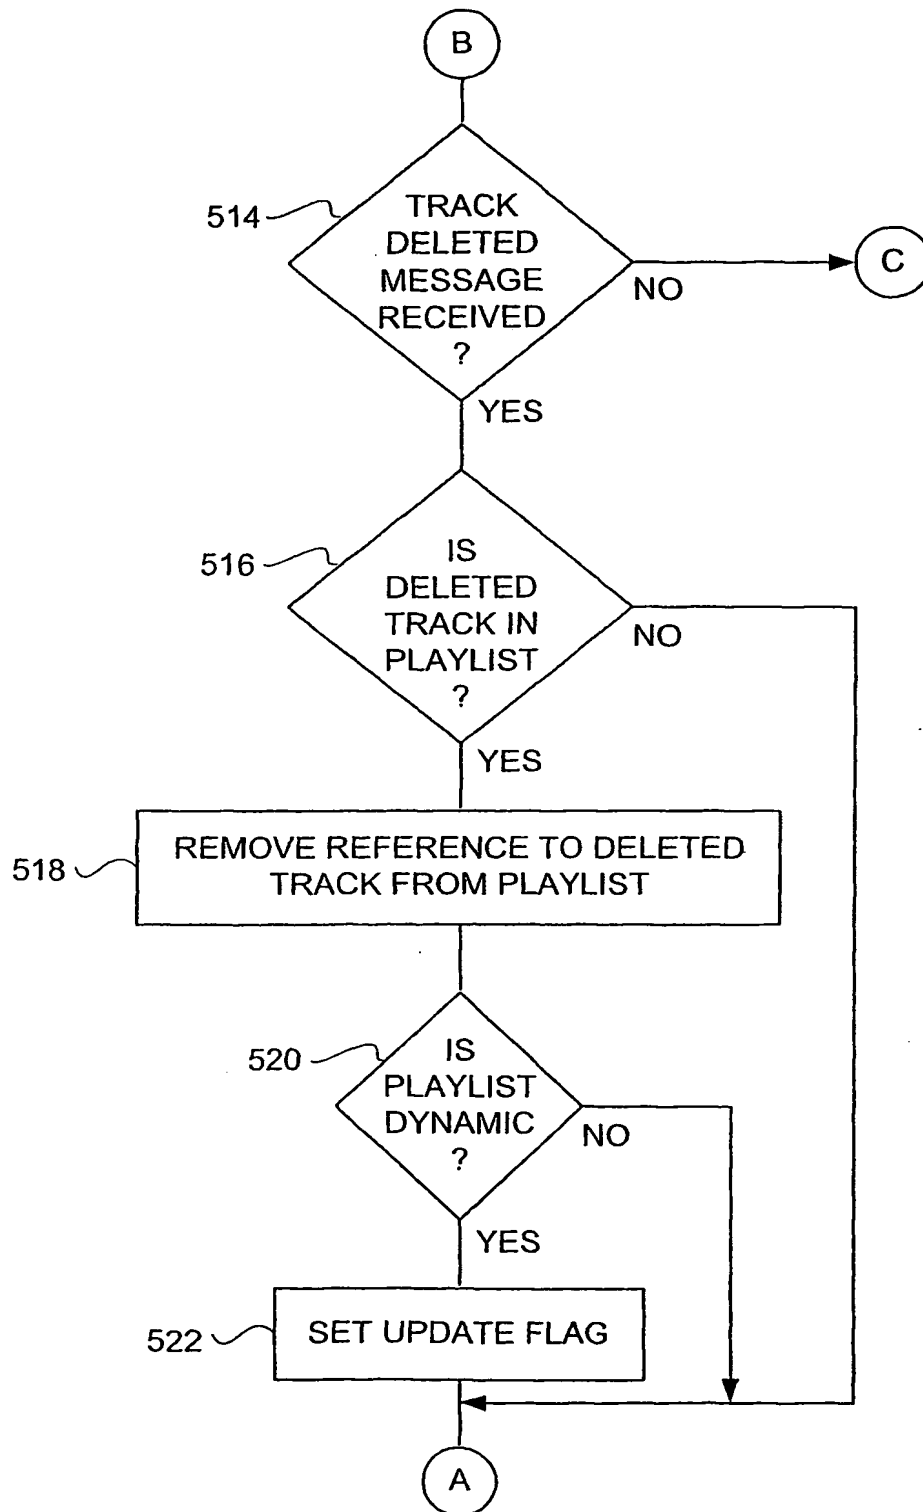 B
514
TRACK
DELETED
MESSAGE
RECEIVED
?
NO
C
YES
516
IS
DELETED
TRACK IN
PLAYLIST
?
NO
YES
518
REMOVE REFERENCE TO DELETED
TRACK FROM PLAYLIST
520
IS
PLAYLIST
DYNAMIC
?
NO
YES
522
SET UPDATE FLAG
A